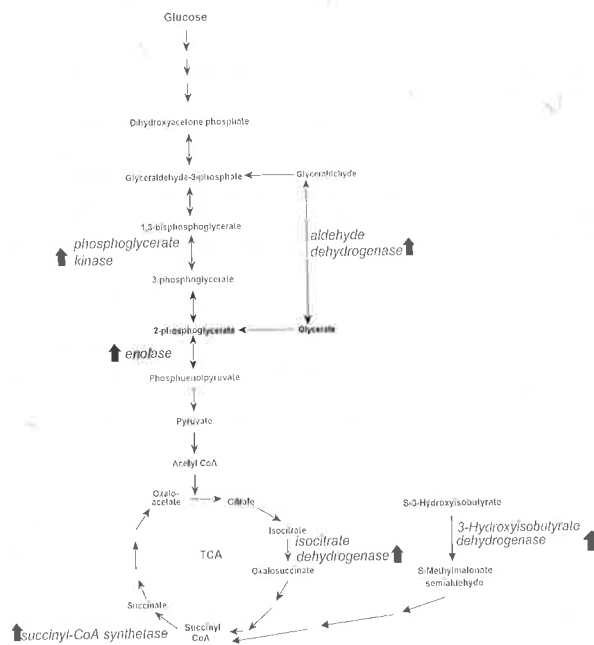 Glucose
Dihydroxyacetone phosphate
Glyceraldehyde-3-phosphate
Glyceraldehyde
1,3-bisphosphoglycerate
phosphoglycerate
kinase
aldehyde
dehydrogenase
3-phosphoglycerate
2-phosphoglycerate
Glycerate
enolase
Phosphoenolpyruvate
Pyruvate
Acetyl CoA
Oxalo-
acetate
Citrate
S-3-Hydroxyisobutyrate
Isocitrate
isocitrate
dehydrogenase
3-Hydroxyisobutyrate
dehydrogenase
TCA
Oxalosuccinate
S-Methylmalonate
semialdehyde
Succinate
succinyl-CoA synthetase
Succinyl
CoA